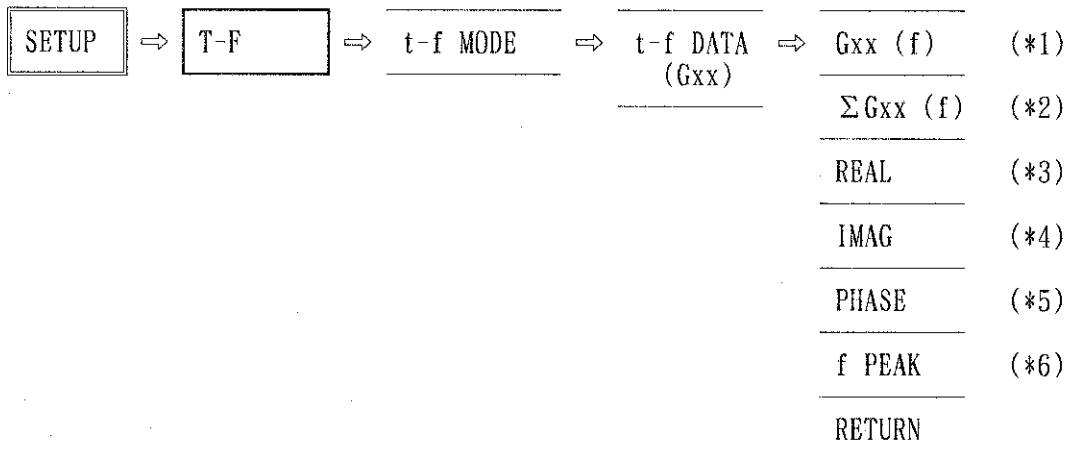 SETUP ⇨ T-F ⇨ t-f MODE ⇨ t-f DATA ⇨ Gxx (f) (*1)
(Gxx)
ΣGxx (f) (*2)
REAL (*3)
IMAG (*4)
PHASE (*5)
f PEAK (*6)
RETURN